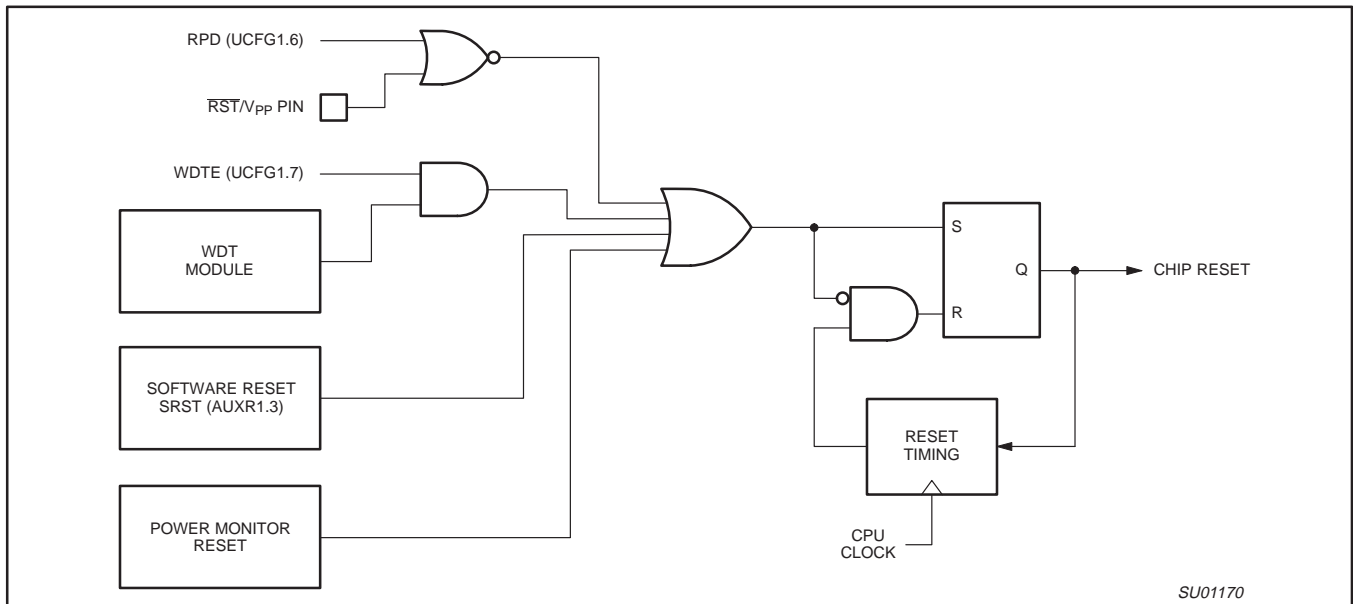 RPD (UCFG1.6)
RST/VPP PIN
WDTE (UCFG1.7)
WDT
MODULE
SOFTWARE RESET
SRST (AUXR1.3)
POWER MONITOR
RESET
S
Q
R
CHIP RESET
RESET
TIMING
CPU
CLOCK
SU01170